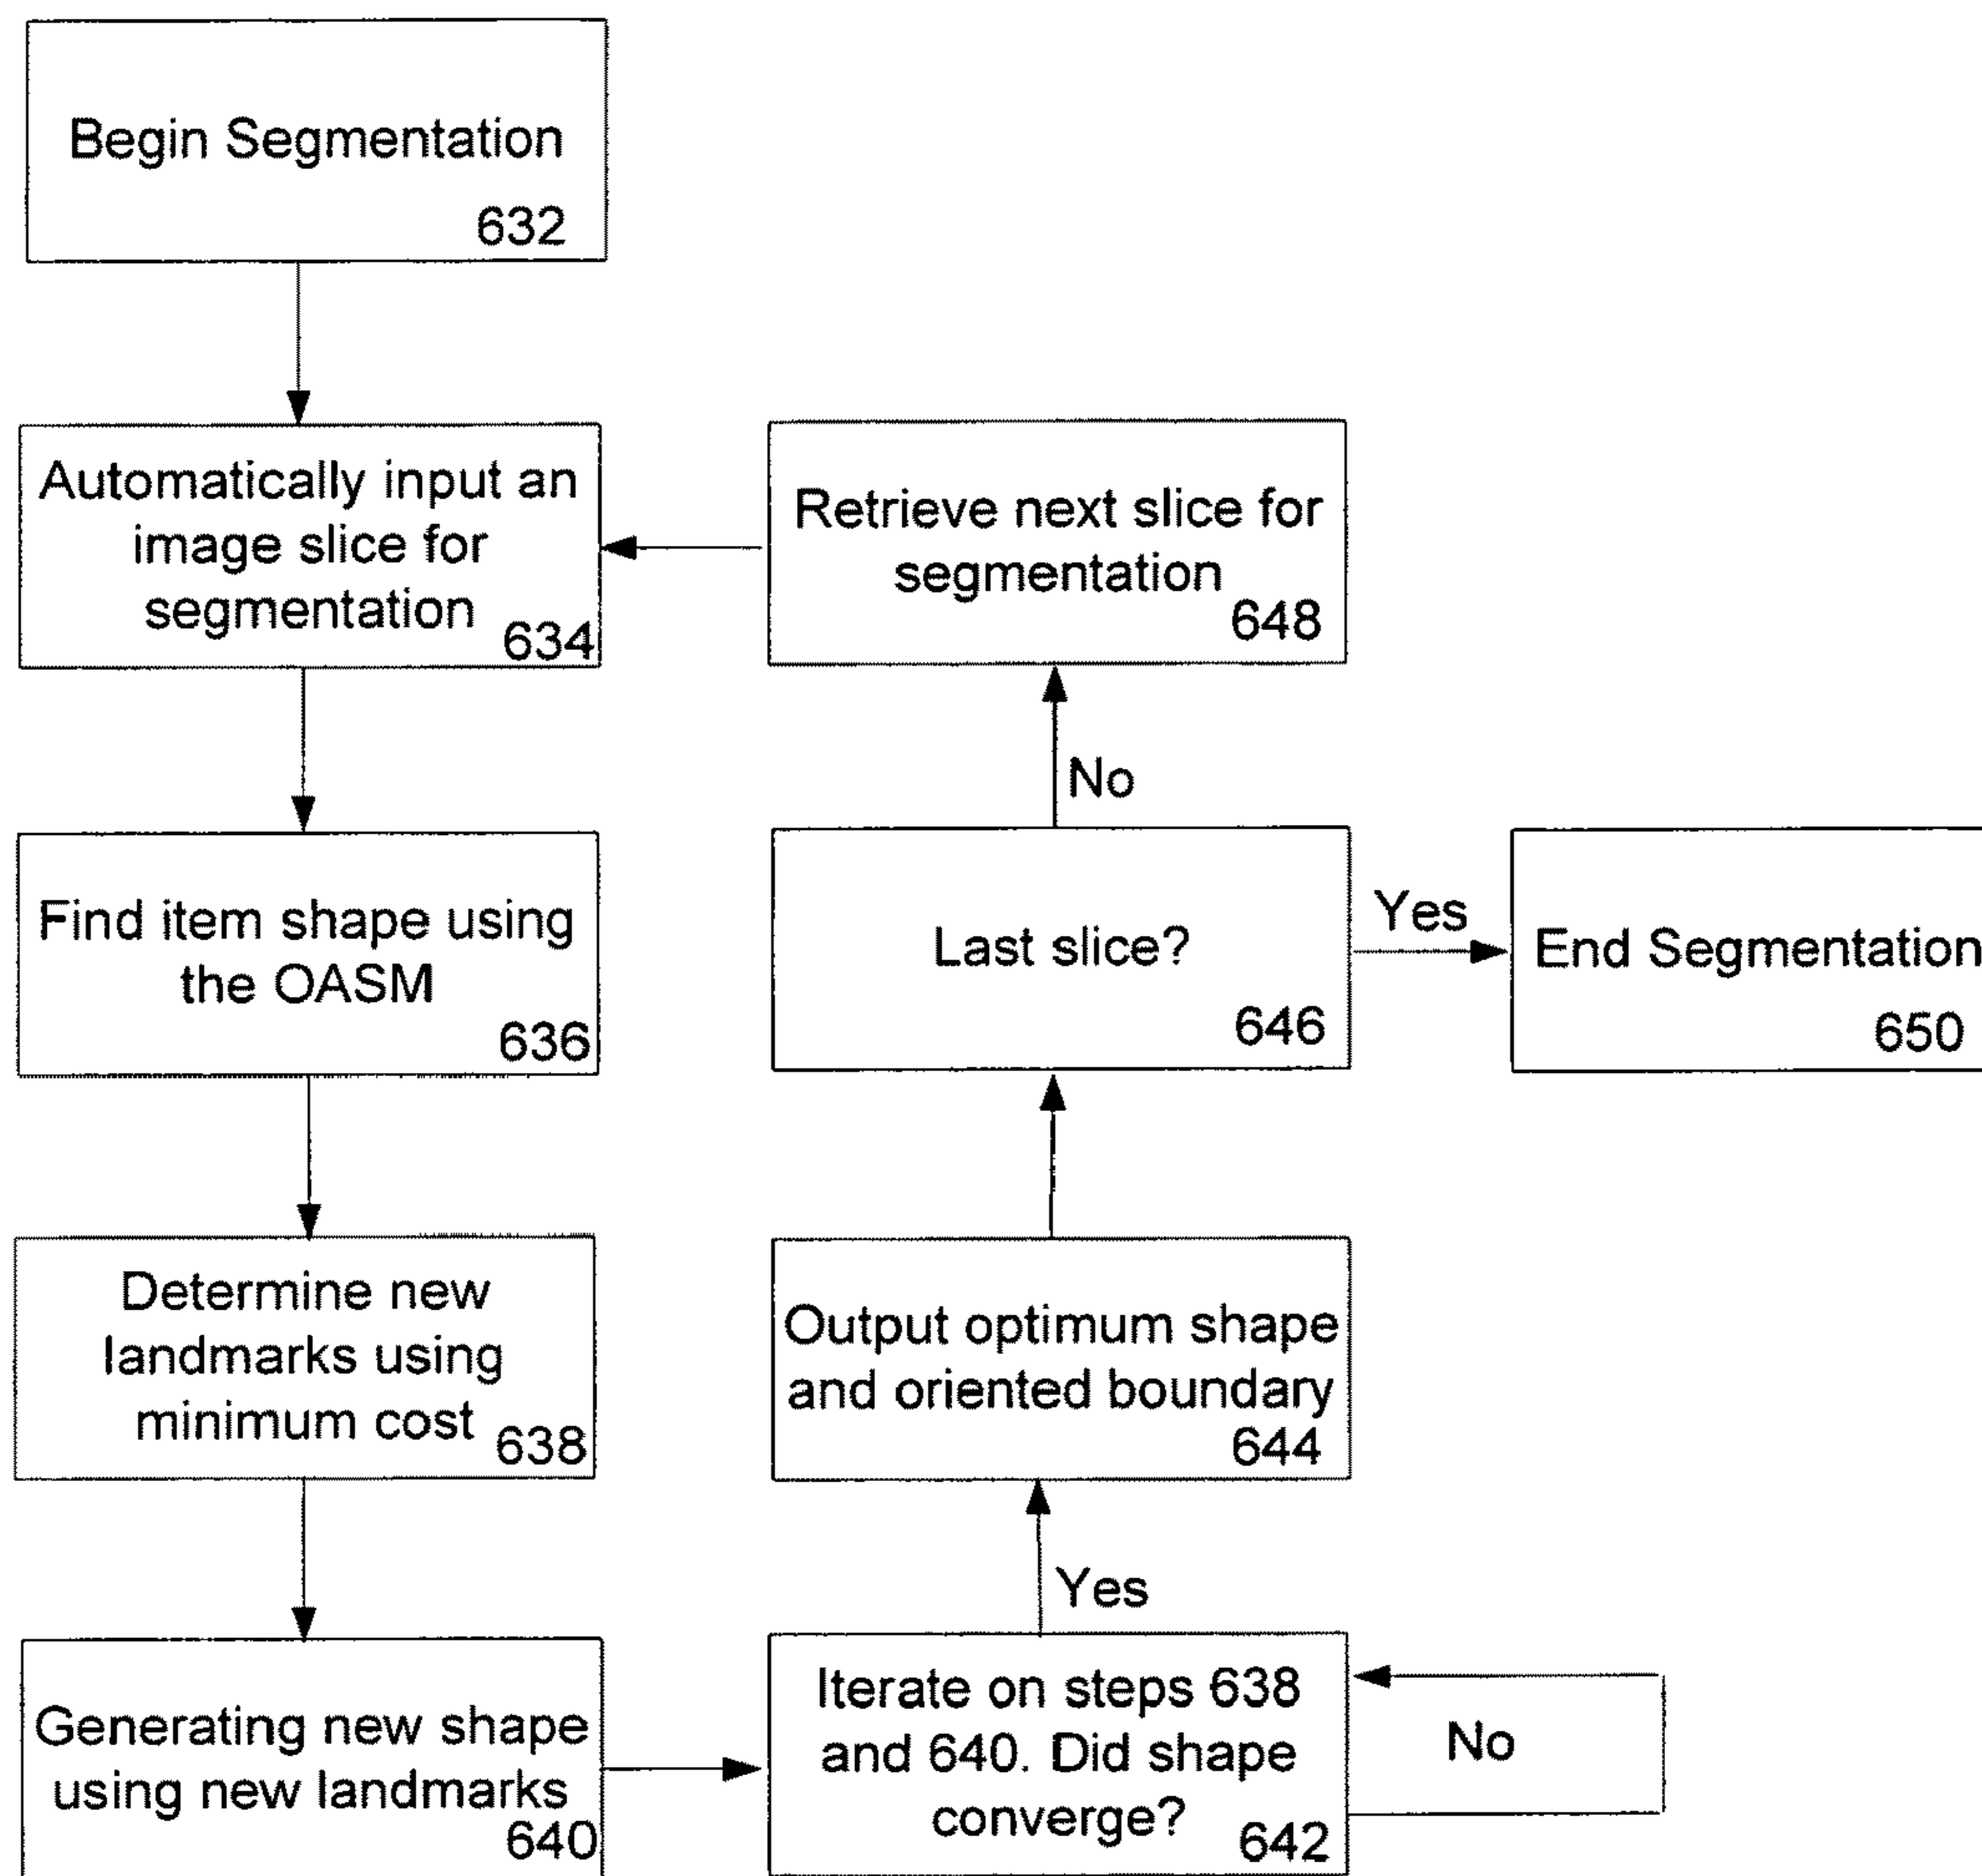 Begin Segmentation
632
Automatically input an
image slice for
segmentation
634
Find item shape using
the OASM
636
Determine new
landmarks using
minimum cost
638
Generating new shape
using new landmarks
640
Iterate on steps 638
and 640. Did shape
converge?
642
No
Yes
Output optimum shape
and oriented boundary
644
Last slice?
646
Yes
End Segmentation
650
No
Retrieve next slice for
segmentation
648